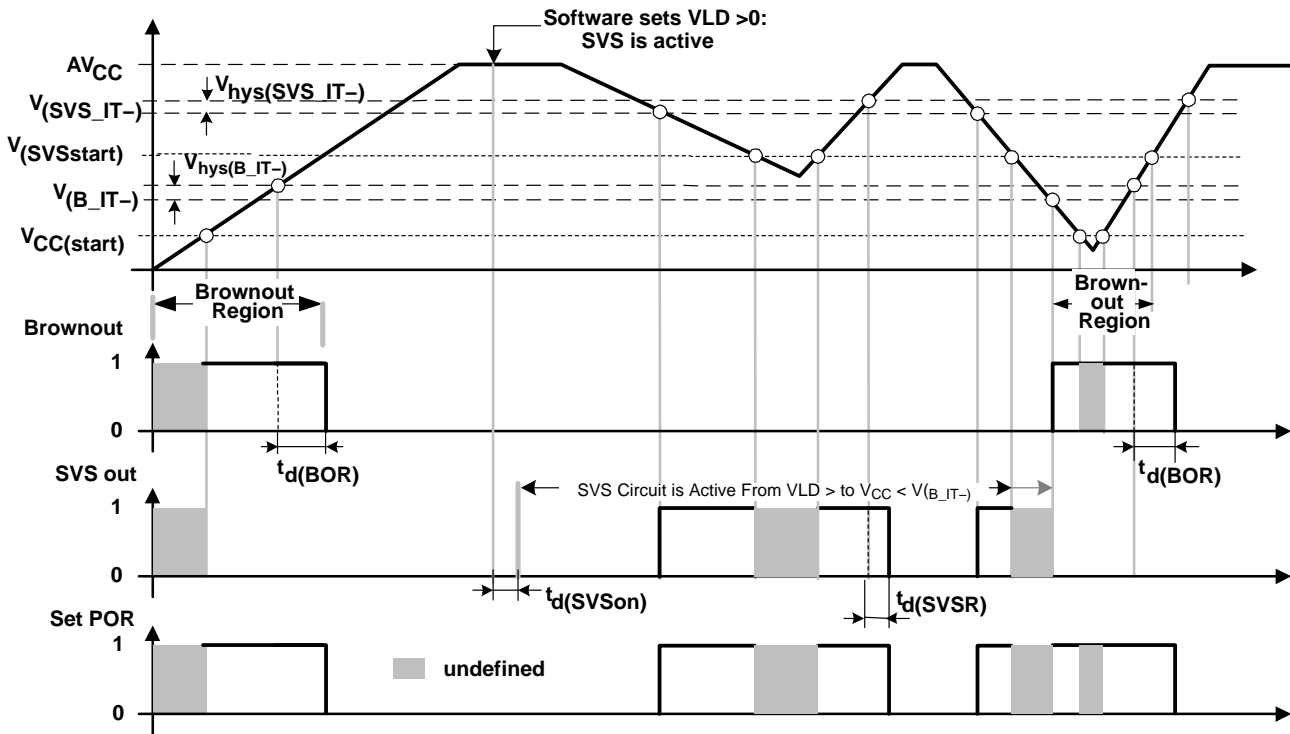 Software sets VLD >0:
SVS is active
AVCC
Vhys(SVS_IT−)
V(SVS_IT−)
V(SVSstart)
Vhys(B_IT−)
V(B_IT−)
VCC(start)
Brownout
Region
Brown-
out
Region
Brownout
1
0
td(BOR)
td(BOR)
SVS out
SVS Circuit is Active From VLD > to VCC < V(B_IT−)
1
0
td(SVSon)
td(SVSR)
Set POR
1
undefined
0